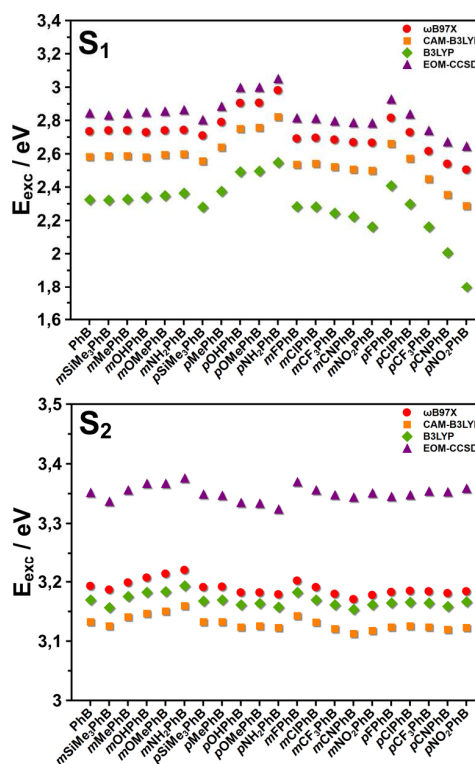 S1
ωB97X
CAM-B3LYP
B3LYP
EOM-CCSD
Eexc / eV
3,4
3,2
3
2,8
2,6
2,4
2,2
2
1,8
1,6
PhB
mSiMe3PhB
mMePhB
mOHPhB
mOMePhB
mNH2PhB
pSiMe3PhB
pMePhB
pOHPhB
pOMePhB
pNH2PhB
mFPhB
mClPhB
mCF3PhB
mCNPhB
mNO2PhB
pFPhB
pClPhB
pCF3PhB
pCNPhB
pNO2PhB
S2
ωB97X
CAM-B3LYP
B3LYP
EOM-CCSD
Eexc / eV
3,5
3,4
3,3
3,2
3,1
3
PhB
mSiMe3PhB
mMePhB
mOHPhB
mOMePhB
mNH2PhB
pSiMe3PhB
pMePhB
pOHPhB
pOMePhB
pNH2PhB
mFPhB
mClPhB
mCF3PhB
mCNPhB
mNO2PhB
pFPhB
pClPhB
pCF3PhB
pCNPhB
pNO2PhB